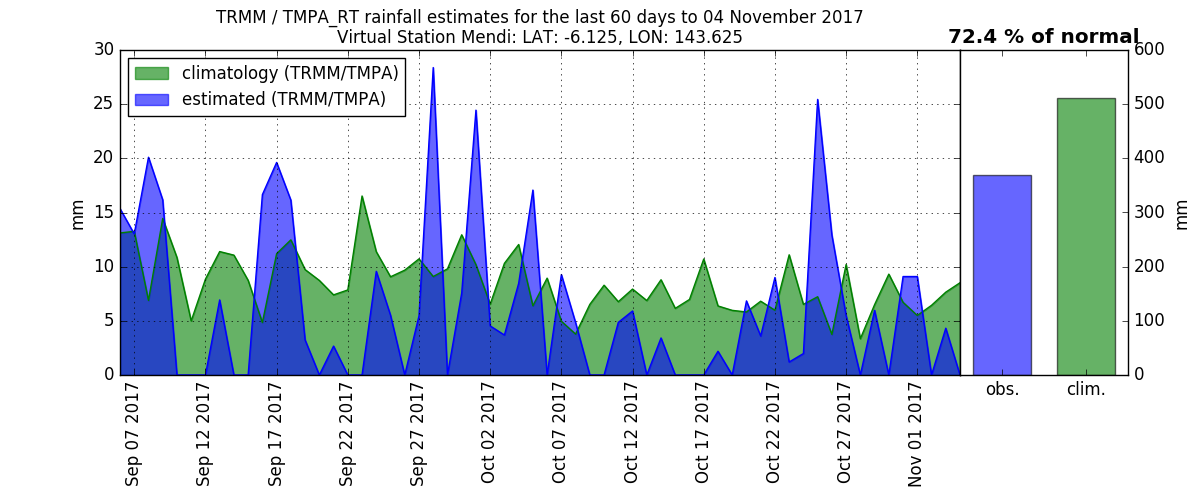 TRMM / TMPA_RT rainfall estimates for the last 60 days to 04 November 2017
Virtual Station Mendi: LAT: -6.125, LON: 143.625
72.4 % of normal
climatology (TRMM/TMPA)
estimated (TRMM/TMPA)
30
25
20
15
10
5
0
mm
600
500
400
300
200
100
0
mm
Sep 07 2017
Sep 12 2017
Sep 17 2017
Sep 22 2017
Sep 27 2017
Oct 02 2017
Oct 07 2017
Oct 12 2017
Oct 17 2017
Oct 22 2017
Oct 27 2017
Nov 01 2017
obs.
clim.